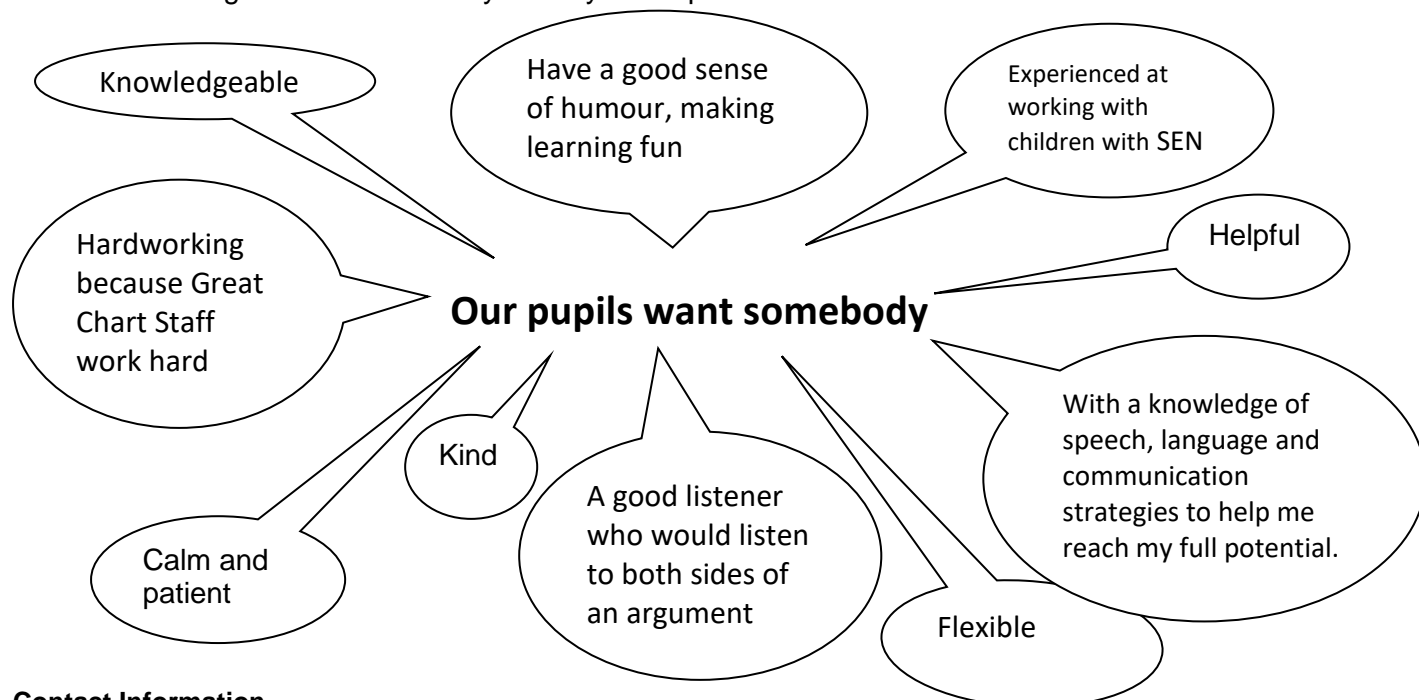 Knowledgeable
Have a good sense
of humour, making
learning fun
Experienced at
working with
children with SEN
Hardworking
because Great
Chart Staff
work hard
Helpful
Our pupils want somebody
Kind
With a knowledge of
speech, language and
communication
strategies to help me
reach my full potential.
A good listener
who would listen
to both sides of
an argument
Calm and
patient
Flexible
Contact Information